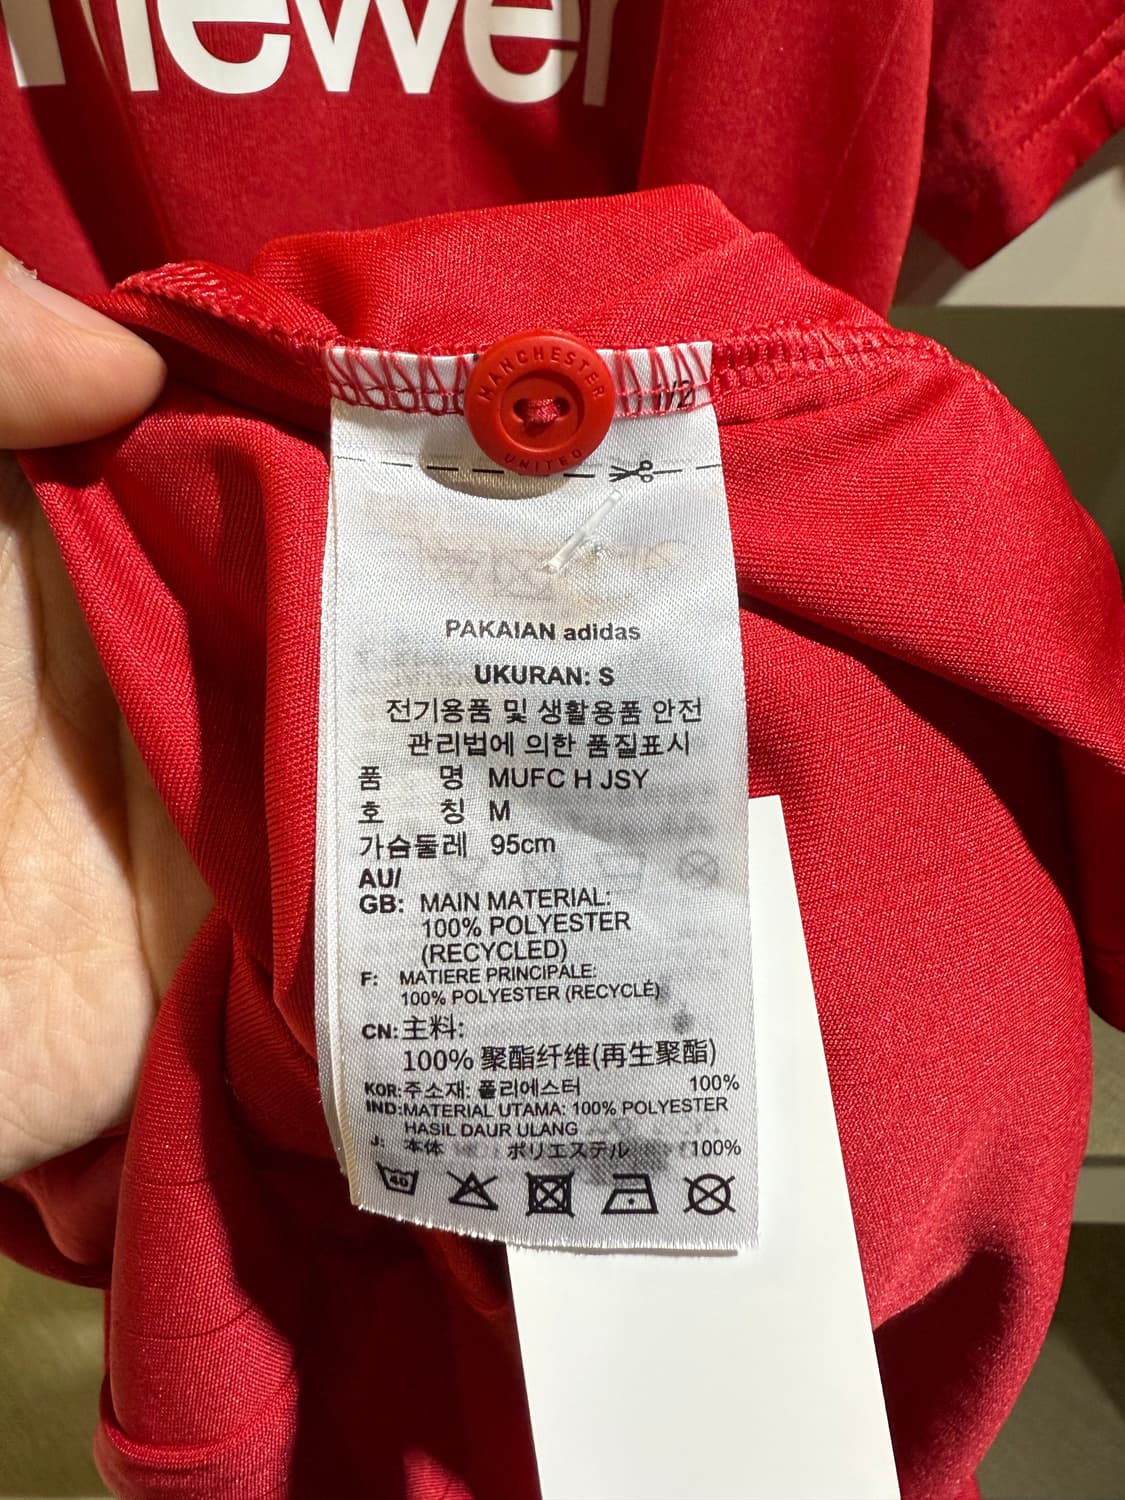 newer
MANCHESTER
UNITED
1/2
PAKAIAN adidas
UKURAN: S
전기용품 및 생활용품 안전
관리법에 의한 품질표시
품 명 MUFC H JSY
호 칭 M
가슴둘레 95cm
AU/
GB: MAIN MATERIAL:
100% POLYESTER
(RECYCLED)
F: MATIERE PRINCIPALE:
100% POLYESTER (RECYCLÉ)
CN: 主料:
100% 聚酯纤维(再生聚酯)
KOR: 주소재: 폴리에스터 100%
IND: MATERIAL UTAMA: 100% POLYESTER
HASIL DAUR ULANG
J: 本体 ポリエステル 100%
40